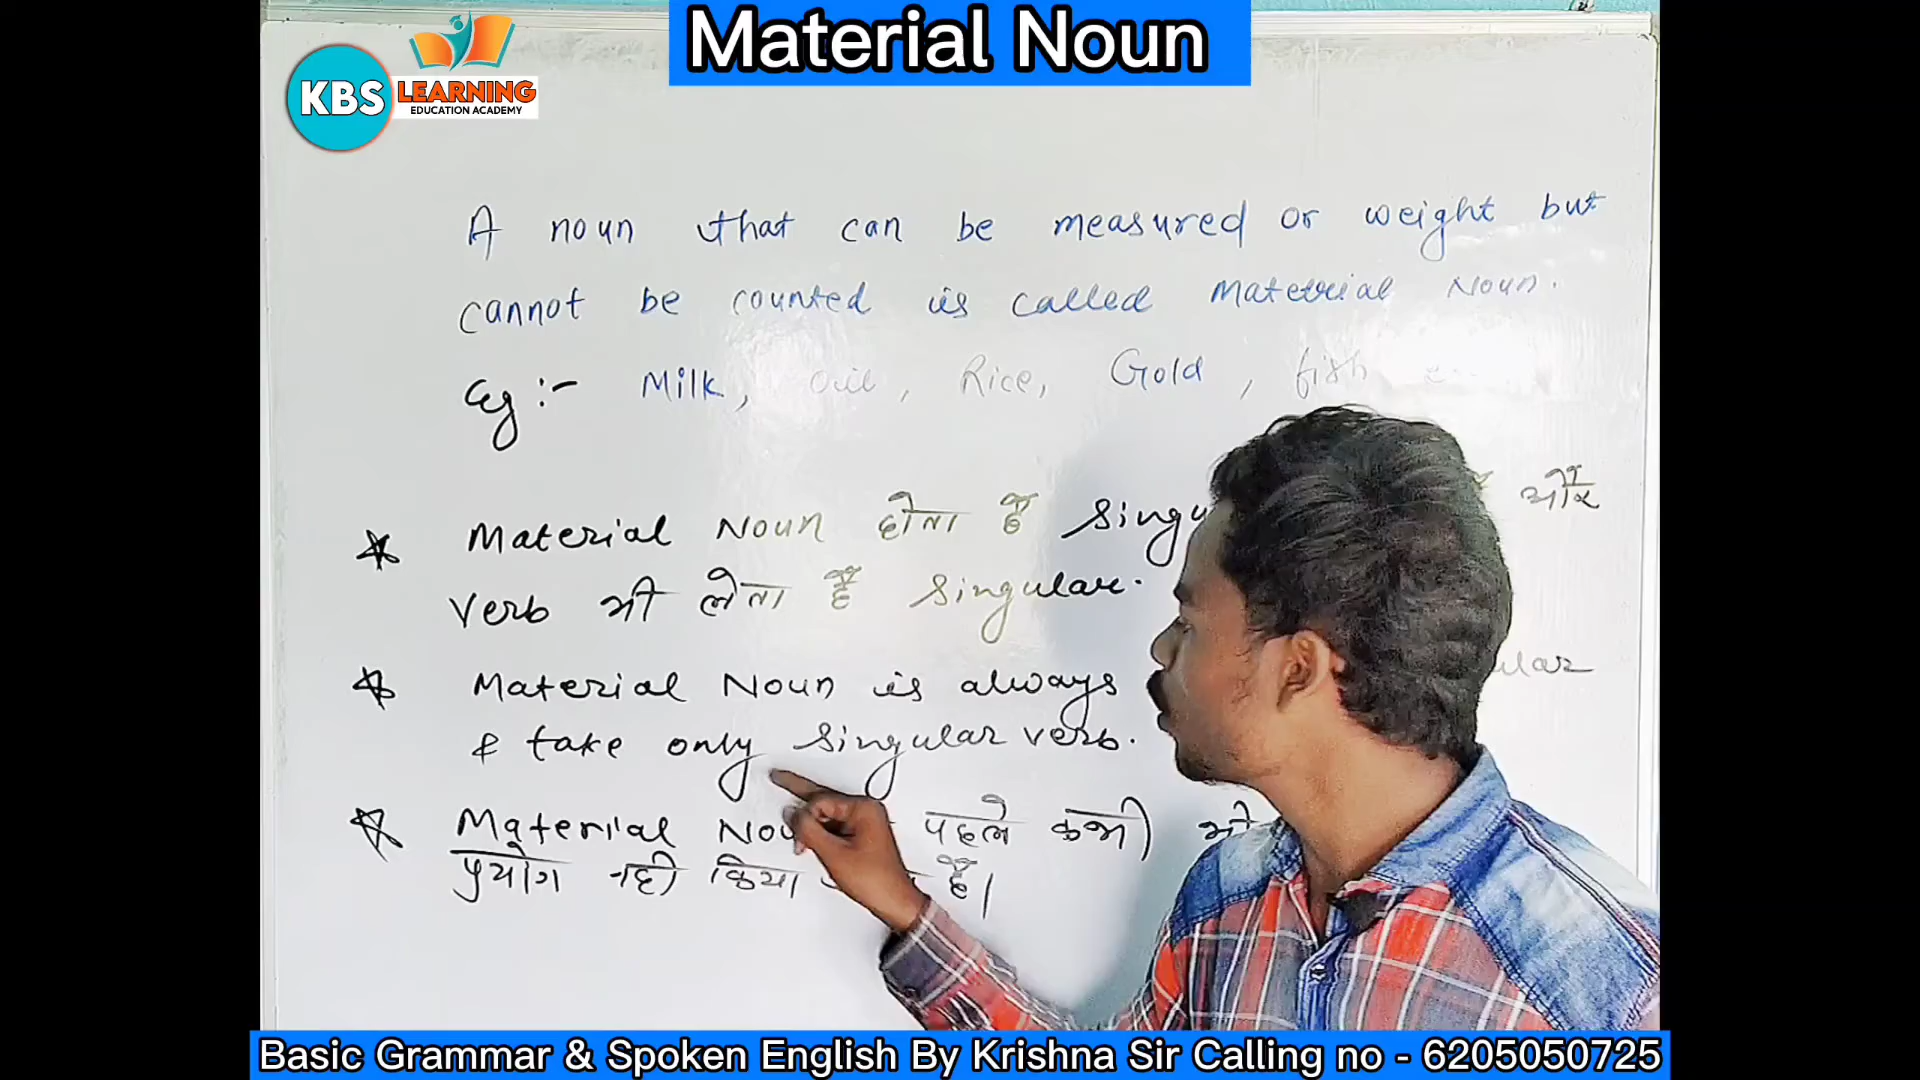 Material Noun
KBS LEARNING
EDUCATION ACADEMY
A noun that can be measured or weight but
cannot be counted is called Material Noun.
Eg :- Milk, Oil, Rice, Gold, fish
* Material Noun होता है और
Verb भी लेता है singular.
* Material Noun is always
& take only singular verb.
* Material पहले कभी
प्रयोग नही किया है।
Basic Grammar & Spoken English By Krishna Sir Calling no - 6205050725